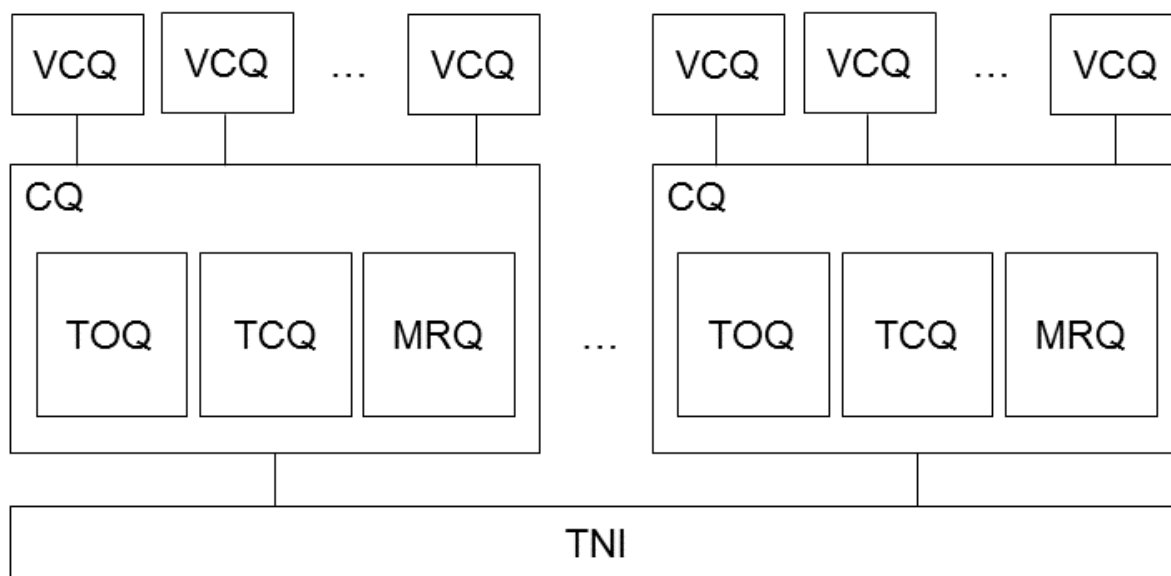 VCQ VCQ ... VCQ VCQ VCQ ... VCQ
CQ CQ
TOQ TCQ MRQ ... TOQ TCQ MRQ
TNI